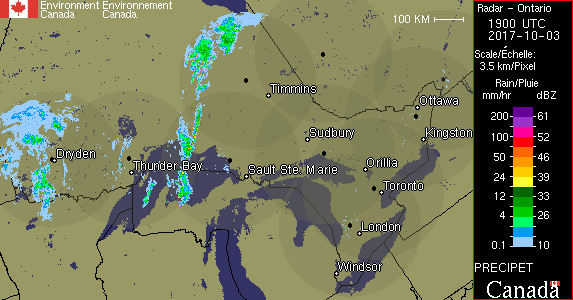 Environment Environnement
Canada Canada
100 KM
Timmins
Ottawa
Sudbury
Kingston
Dryden
Thunder Bay
Sault Ste. Marie
Orillia
Toronto
London
Windsor
Radar - Ontario
1900 UTC
2017-10-03
Scale/Échelle:
3.5 km/Pixel
Rain/Pluie
mm/hr dBZ
200 61
100 52
50 46
24 39
12 33
4 26
0.1 10
PRECIPET
Canada